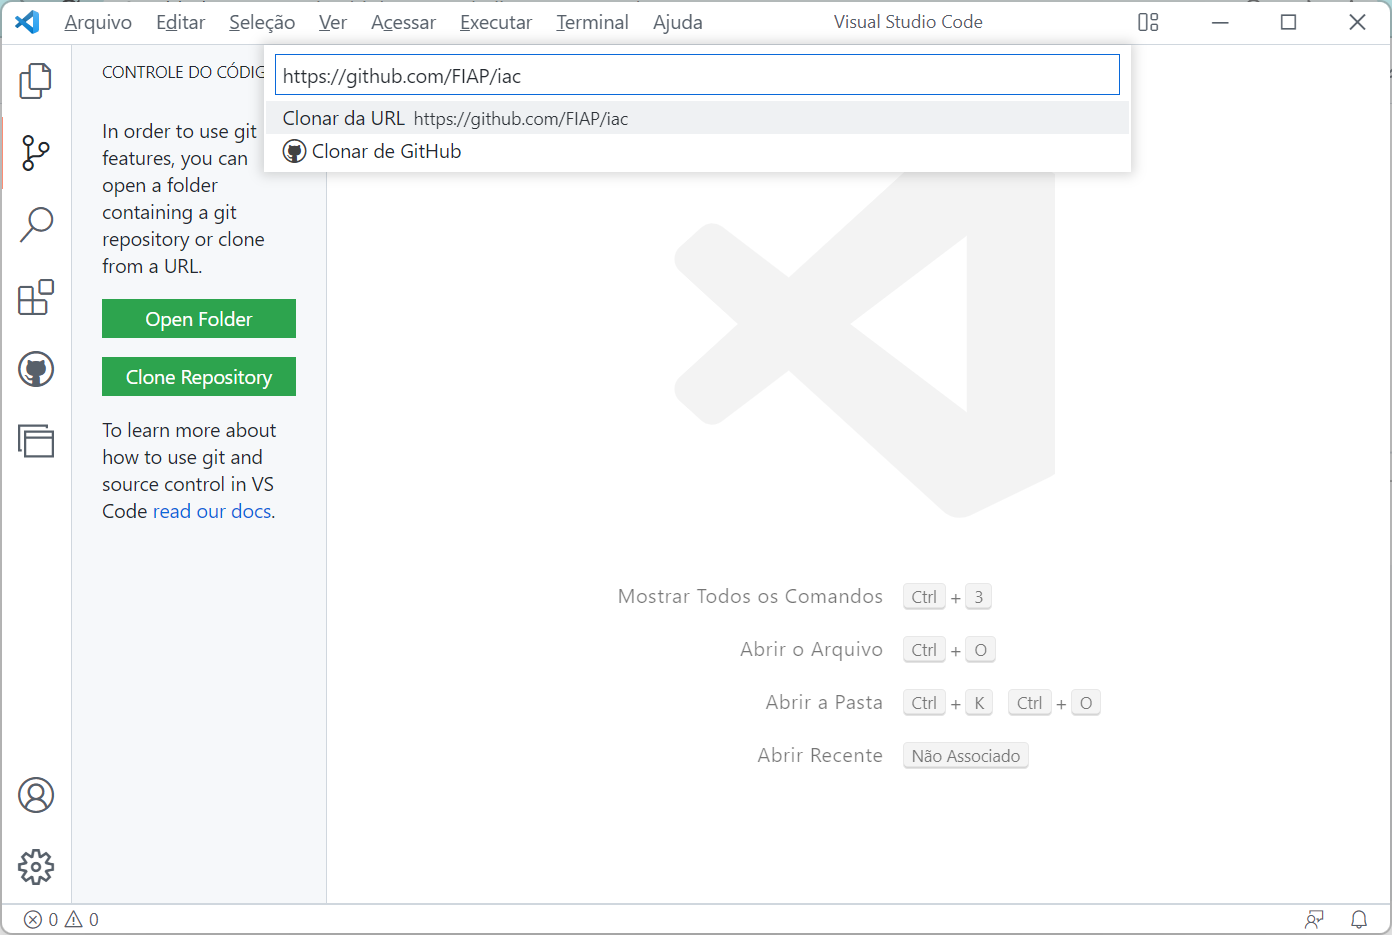 Arquivo Editar Seleção Ver Acessar Executar Terminal Ajuda Visual Studio Code
https://github.com/FIAP/iac
Clonar da URL https://github.com/FIAP/iac
Clonar de GitHub
CONTROLE DO CÓDIG
In order to use git
features, you can
open a folder
containing a git
repository or clone
from a URL.
Open Folder
Clone Repository
To learn more about
how to use git and
source control in VS
Code read our docs.
Mostrar Todos os Comandos Ctrl + 3
Abrir o Arquivo Ctrl + O
Abrir a Pasta Ctrl + K Ctrl + O
Abrir Recente Não Associado
0 0